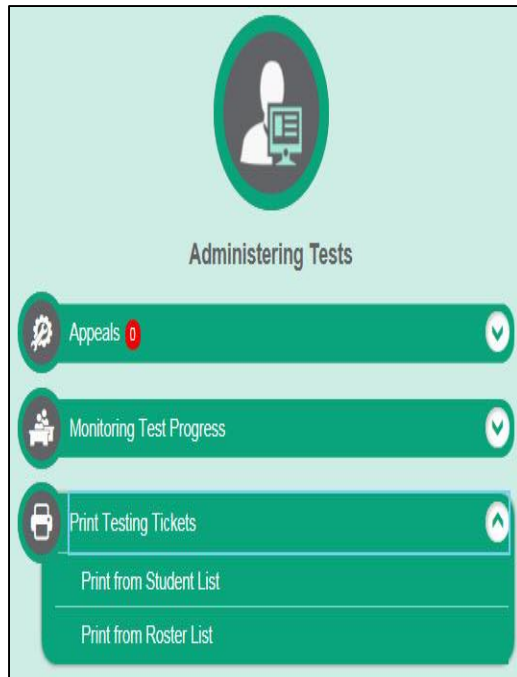 Administering Tests
Appeals 0
Monitoring Test Progress
Print Testing Tickets
Print from Student List
Print from Roster List